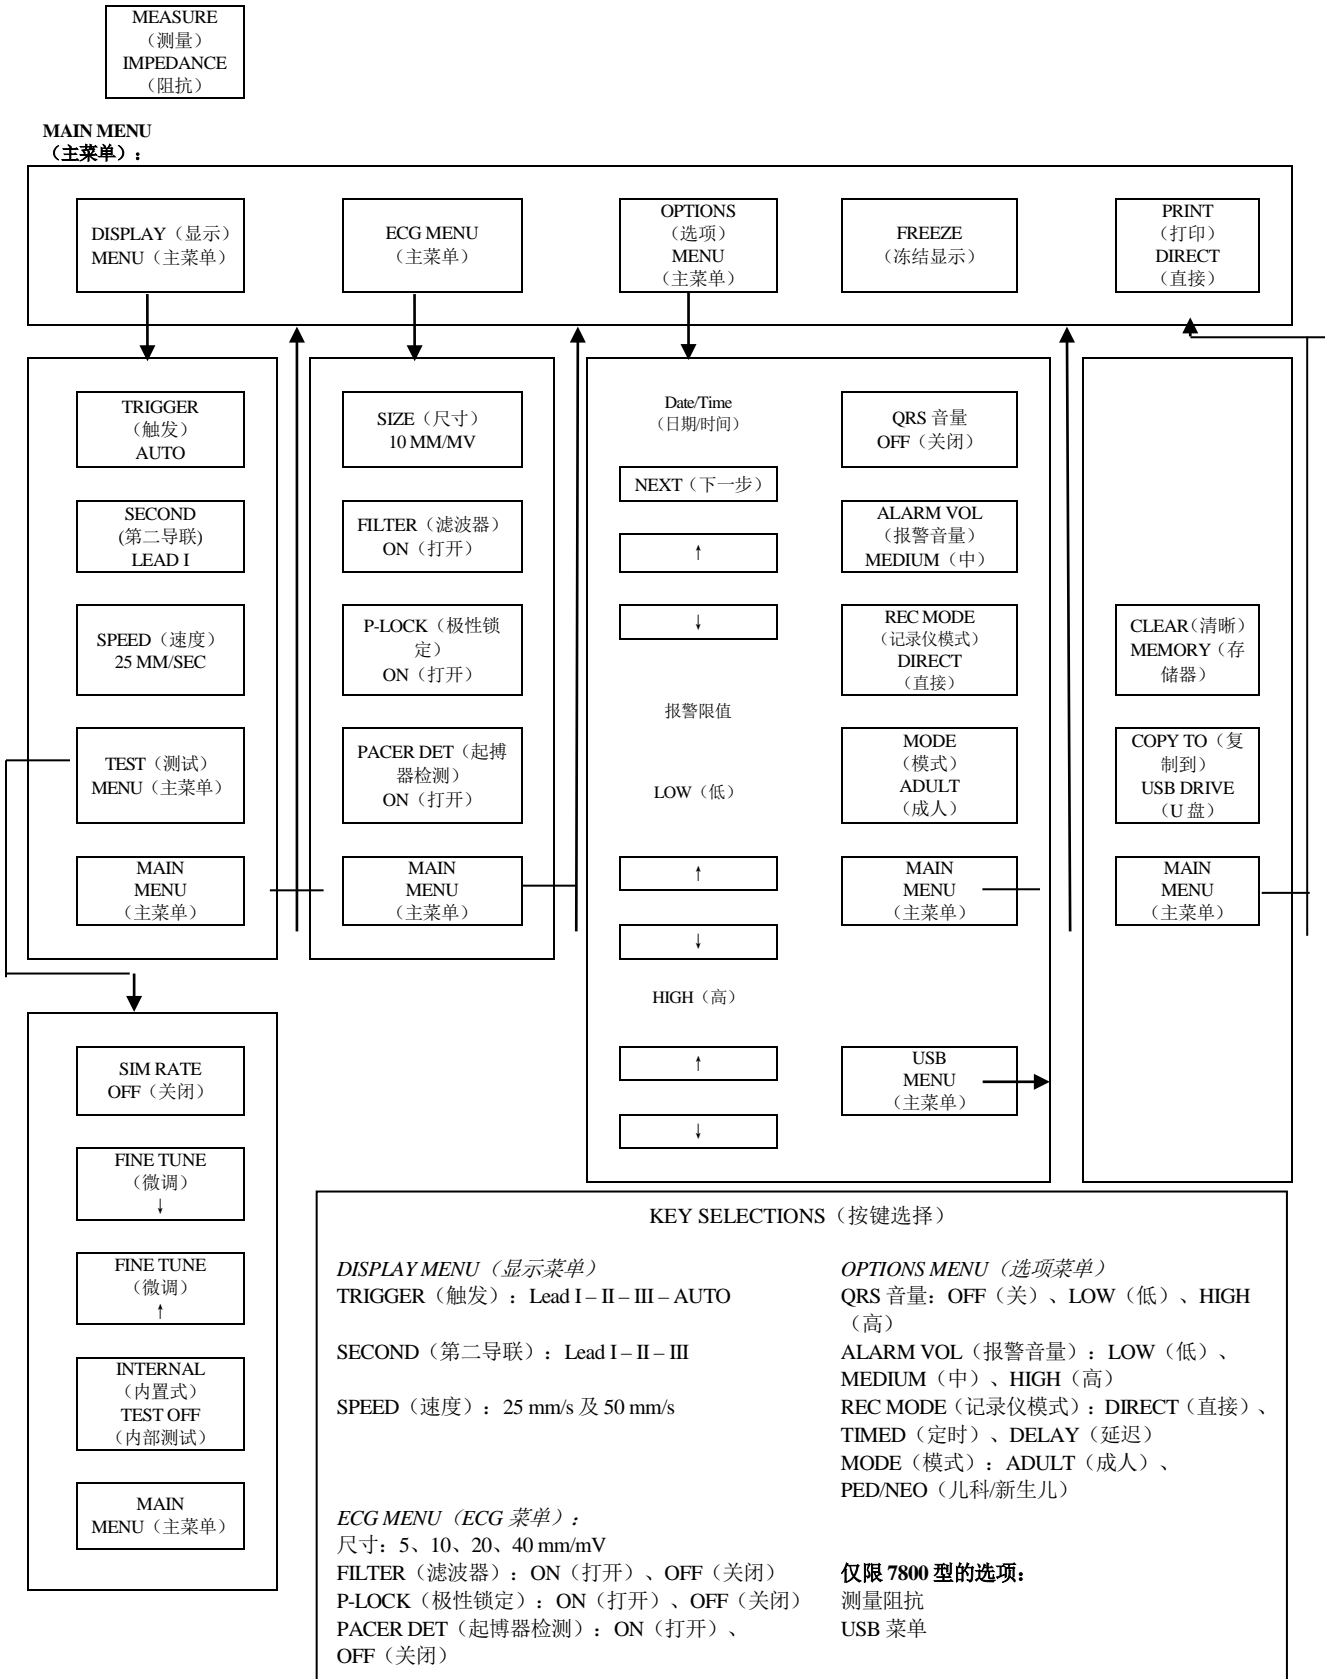 MEASURE
（测量）
IMPEDANCE
（阻抗）
MAIN MENU
（主菜单）：
DISPLAY（显示）
MENU（主菜单）
ECG MENU
（主菜单）
OPTIONS
（选项）
MENU
（主菜单）
FREEZE
（冻结显示）
PRINT
（打印）
DIRECT
（直接）
TRIGGER
（触发）
AUTO
SECOND
(第二导联)
LEAD I
SPEED（速度）
25 MM/SEC
TEST（测试）
MENU（主菜单）
MAIN
MENU
（主菜单）
SIZE（尺寸）
10 MM/MV
FILTER（滤波器）
ON（打开）
P-LOCK（极性锁
定）
ON（打开）
PACER DET（起搏
器检测）
ON（打开）
MAIN
MENU
（主菜单）
Date/Time
（日期/时间）
NEXT（下一步）
↑
↓
报警限值
LOW（低）
↑
↓
HIGH（高）
↑
↓
QRS 音量
OFF（关闭）
ALARM VOL
（报警音量）
MEDIUM（中）
REC MODE
（记录仪模式）
DIRECT
（直接）
MODE
（模式）
ADULT
（成人）
MAIN
MENU
（主菜单）
USB
MENU
（主菜单）
CLEAR（清晰）
MEMORY（存
储器）
COPY TO（复
制到）
USB DRIVE
（U 盘）
MAIN
MENU
（主菜单）
SIM RATE
OFF（关闭）
FINE TUNE
（微调）
↓
FINE TUNE
（微调）
↑
INTERNAL
（内置式）
TEST OFF
（内部测试）
MAIN
MENU（主菜单）
KEY SELECTIONS（按键选择）
DISPLAY MENU（显示菜单）
TRIGGER（触发）：Lead I – II – III – AUTO
SECOND（第二导联）：Lead I – II – III
SPEED（速度）：25 mm/s 及 50 mm/s
ECG MENU（ECG 菜单）：
尺寸：5、10、20、40 mm/mV
FILTER（滤波器）：ON（打开）、OFF（关闭）
P-LOCK（极性锁定）：ON（打开）、OFF（关闭）
PACER DET（起博器检测）：ON（打开）、
OFF（关闭）
OPTIONS MENU（选项菜单）
QRS 音量：OFF（关）、LOW（低）、HIGH
（高）
ALARM VOL（报警音量）：LOW（低）、
MEDIUM（中）、HIGH（高）
REC MODE（记录仪模式）：DIRECT（直接）、
TIMED（定时）、DELAY（延迟）
MODE（模式）：ADULT（成人）、
PED/NEO（儿科/新生儿）
仅限 7800 型的选项：
测量阻抗
USB 菜单